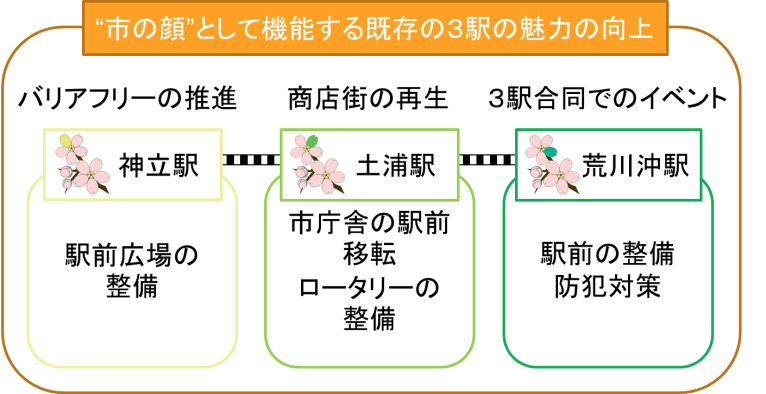 “市の顔”として機能する既存の３駅の魅力の向上
バリアフリーの推進
商店街の再生
３駅合同でのイベント
神立駅
土浦駅
荒川沖駅
駅前広場の
整備
市庁舎の駅前
移転
ロータリーの
整備
駅前の整備
防犯対策